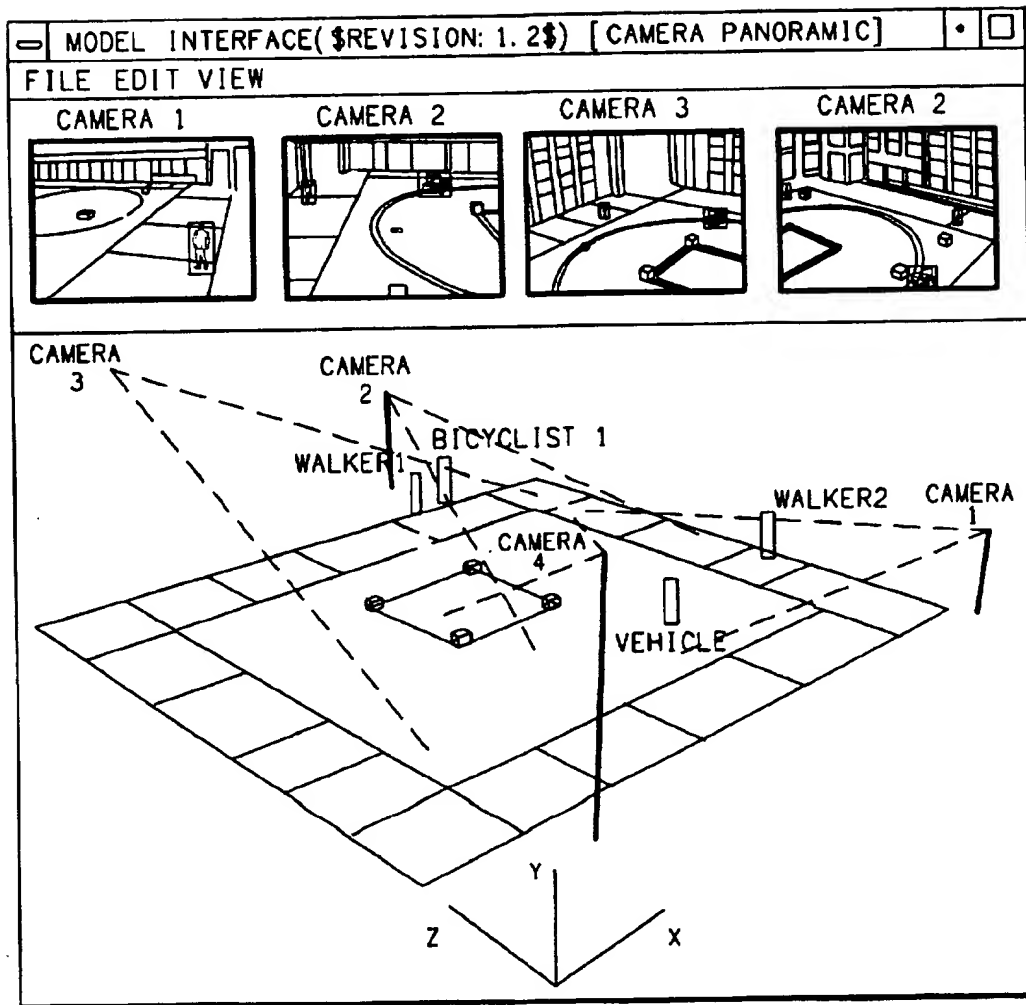 MODEL INTERFACE($REVISION: 1.2$) [CAMERA PANORAMIC]
FILE EDIT VIEW
CAMERA 1
CAMERA 2
CAMERA 3
CAMERA 2
CAMERA
3
CAMERA
2
BICYCLIST 1
WALKER1
WALKER2
CAMERA
1
CAMERA
4
VEHICLE
Y
Z
X